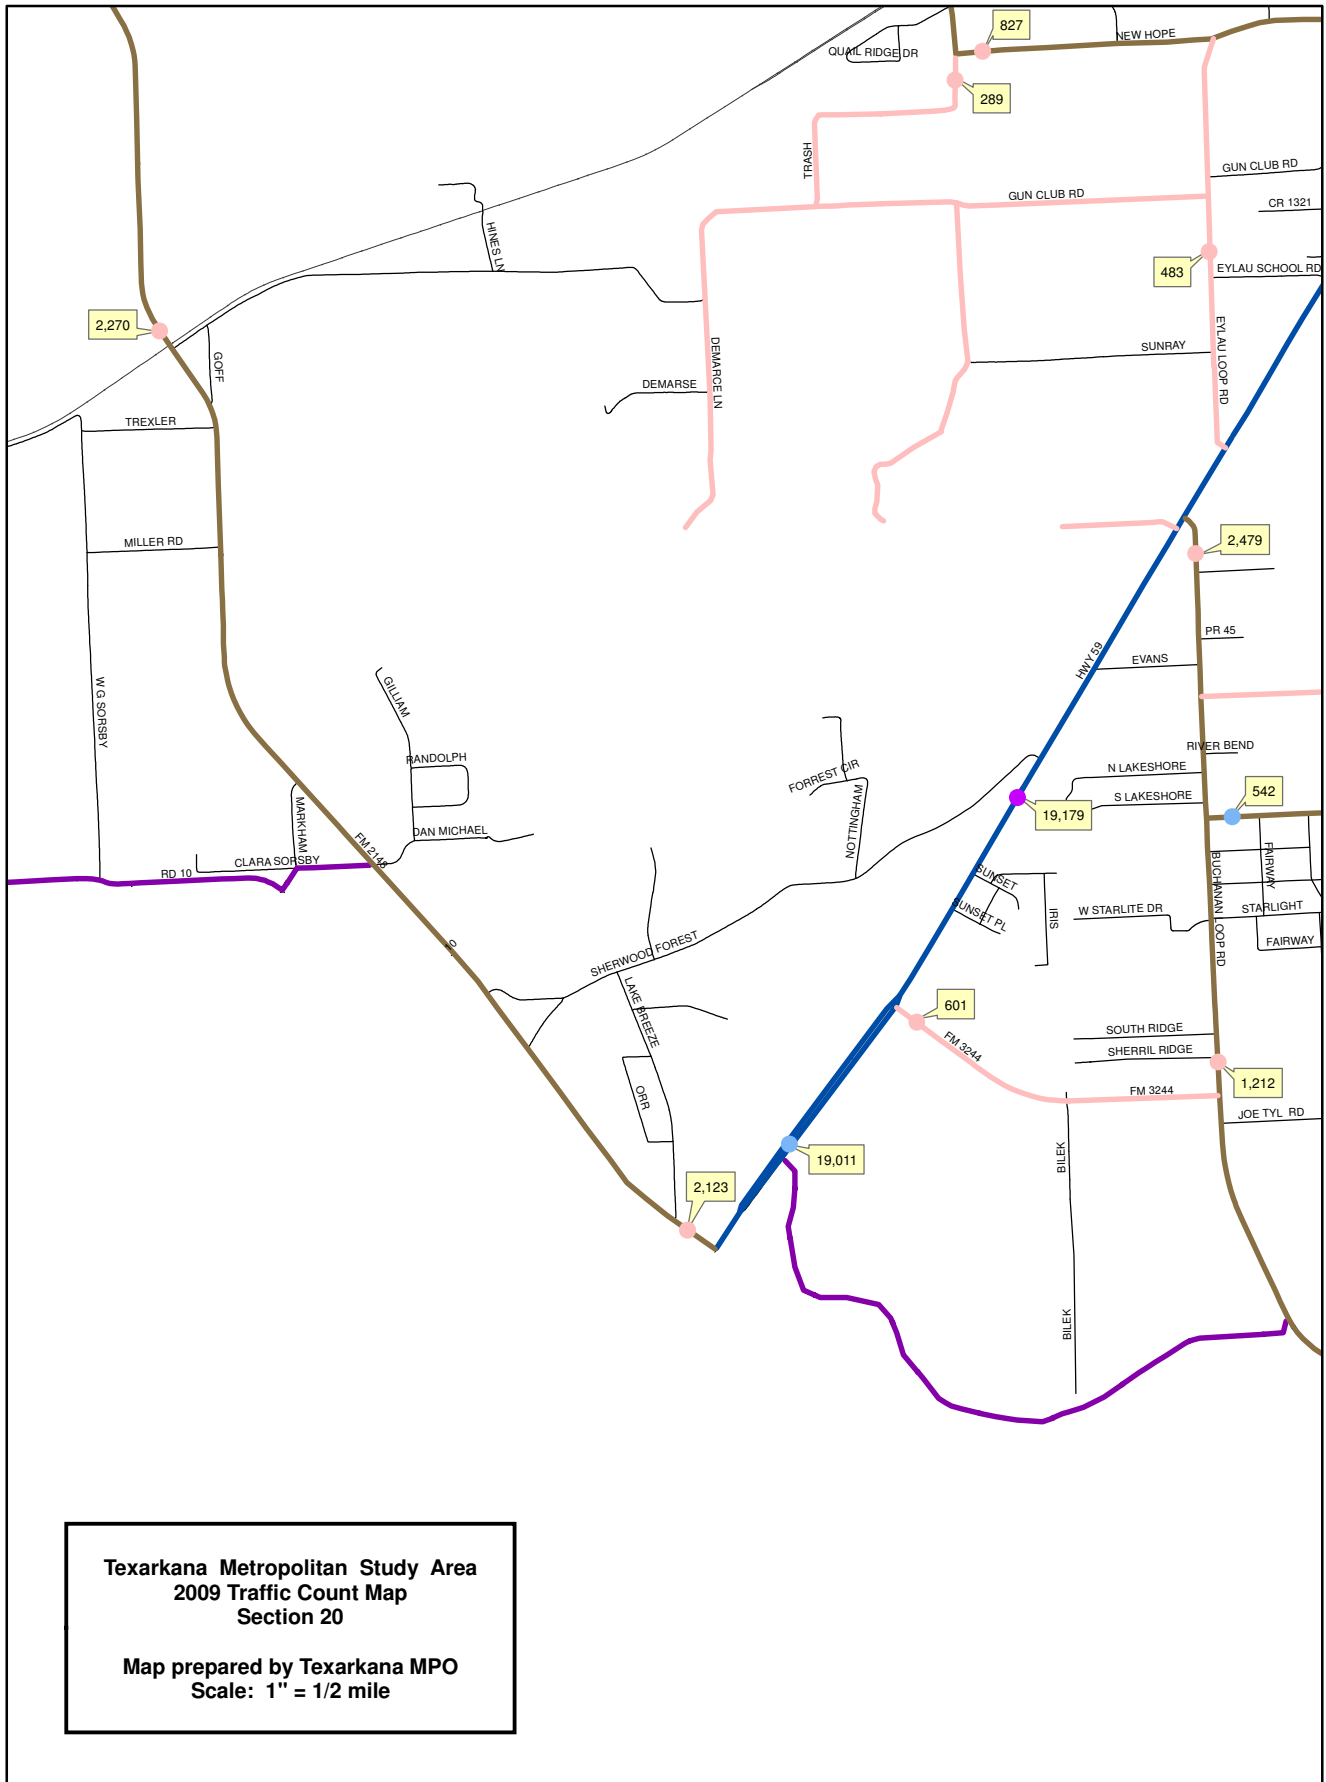 827
NEW HOPE
QUAIL RIDGE DR
289
TRASH
GUN CLUB RD
GUN CLUB RD
CR 1321
HINES LN
483
EYLAU SCHOOL RD
2,270
GOFF
DEMARCE LN
EYLAU LOOP RD
SUNRAY
DEMARSE
TREXLER
MILLER RD
2,479
PR 45
HWY 59
EVANS
W G SORSBY
GILLIAM
RANDOLPH
RIVER BEND
FORREST CIR
N LAKESHORE
S LAKESHORE
542
19,179
NOTTINGHAM
MARKHAM
FM 2148
DAN MICHAEL
CLARA SORSBY
RD 10
BUCHANAN LOOP RD
FAIRWAY
SUNSET
SUNSET PL
IRIS
W STARLITE DR
STARLIGHT
FAIRWAY
SHERWOOD FOREST
LAKE BREEZE
601
FM 3244
SOUTH RIDGE
SHERRIL RIDGE
1,212
FM 3244
ORR
JOE TYL RD
BILEK
19,011
2,123
BILEK
Texarkana Metropolitan Study Area
2009 Traffic Count Map
Section 20
Map prepared by Texarkana MPO
Scale: 1" = 1/2 mile